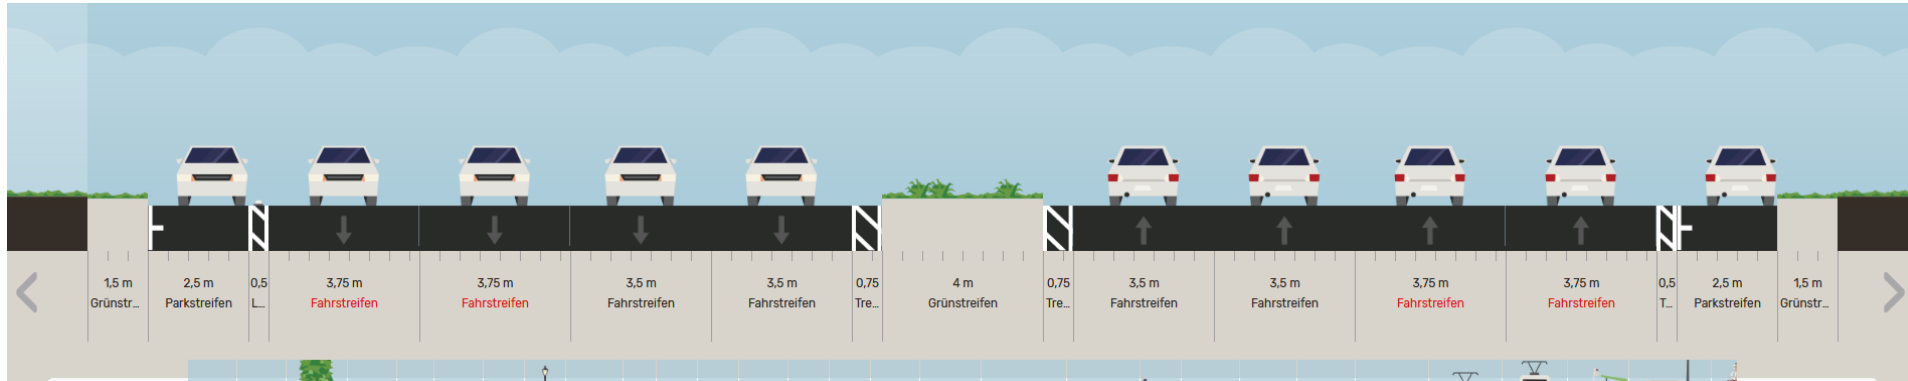 1,5 m
Grünstr...
2,5 m
Parkstreifen
0,5
L...
3,75 m
Fahrstreifen
3,75 m
Fahrstreifen
3,5 m
Fahrstreifen
3,5 m
Fahrstreifen
0,75
Tre...
4 m
Grünstreifen
0,75
Tre...
3,5 m
Fahrstreifen
3,5 m
Fahrstreifen
3,75 m
Fahrstreifen
3,75 m
Fahrstreifen
0,5
T...
2,5 m
Parkstreifen
1,5 m
Grünstr...